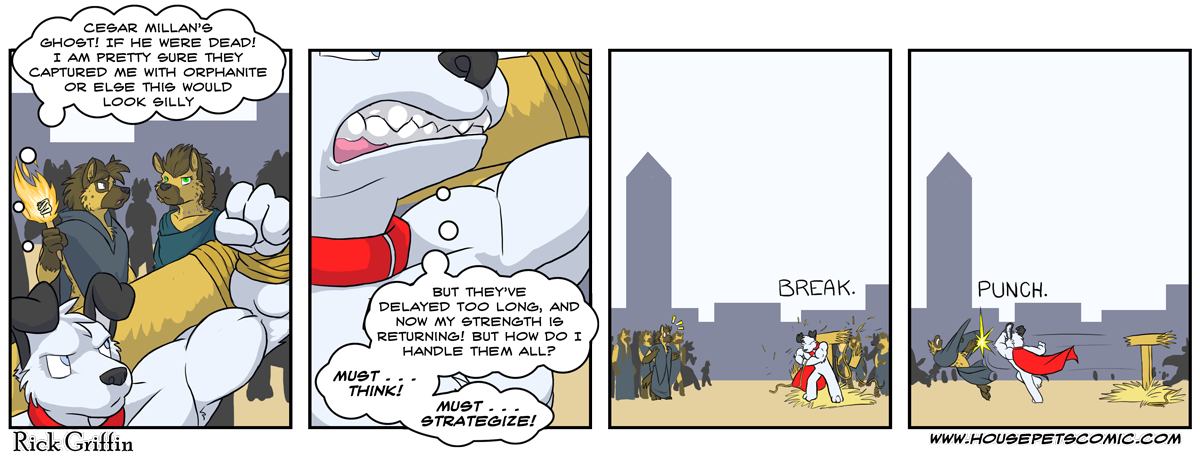 CESAR MILLAN'S
GHOST! IF HE WERE DEAD!
I AM PRETTY SURE THEY
CAPTURED ME WITH ORPHANITE
OR ELSE THIS WOULD
LOOK SILLY
BUT THEY'VE
DELAYED TOO LONG, AND
NOW MY STRENGTH IS
RETURNING! BUT HOW DO I
HANDLE THEM ALL?
MUST . . .
THINK!
MUST . . .
STRATEGIZE!
BREAK.
PUNCH.
Rick Griffin
WWW.HOUSEPETSCOMIC.COM